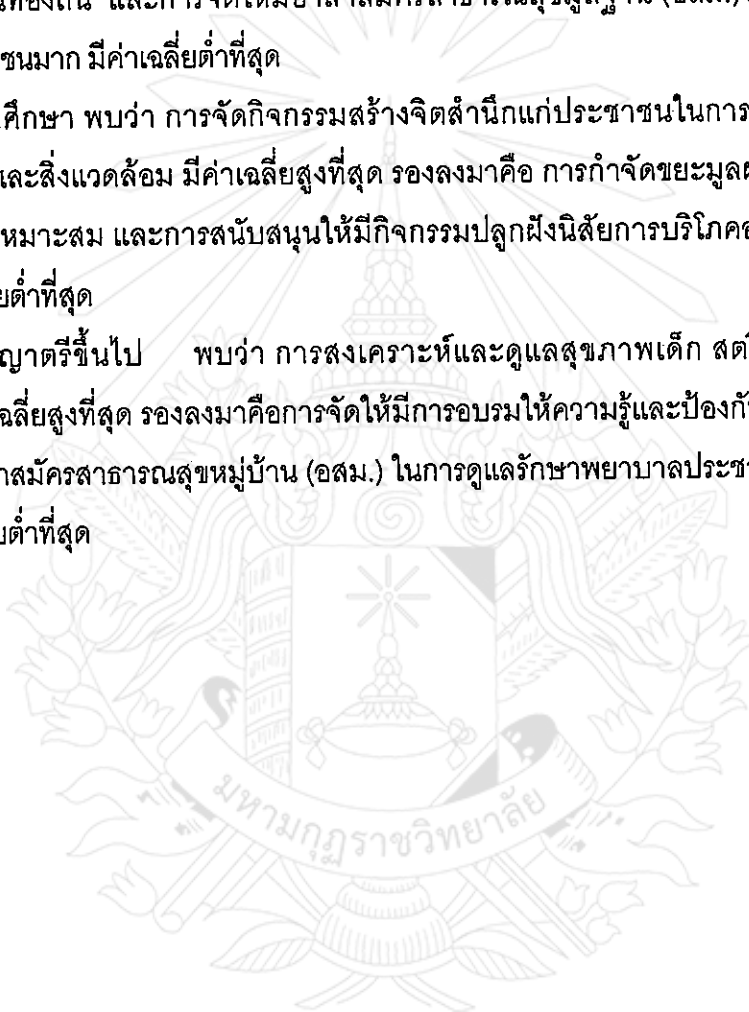 และการจัดให้มีอาสาสมัครสาธารณสุขมูลฐาน
ชนมาก มีค่าเฉลี่ยต่ำที่สุด
ศึกษา พบว่า การจัดกิจกรรมสร้างจิตสำนึกแก่ประชาชนในการ
และสิ่งแวดล้อม มีค่าเฉลี่ยสูงที่สุด รองลงมาคือ การกำจัดขยะมูล
หมาะสม และการสนับสนุนให้มีกิจกรรมปลูกฝังนิสัยการบริโภค
ยต่ำที่สุด
ญาตรีขึ้นไป พบว่า การสงเคราะห์และดูแลสุขภาพเด็ก สต
ฉลี่ยสูงที่สุด รองลงมาคือการจัดให้มีการอบรมให้ความรู้และป้องกั
าสมัครสาธารณสุขหมู่บ้าน (อสม.) ในการดูแลรักษาพยาบาลประชา
ยต่ำที่สุด
มหามกุฏราชวิทยาลัย